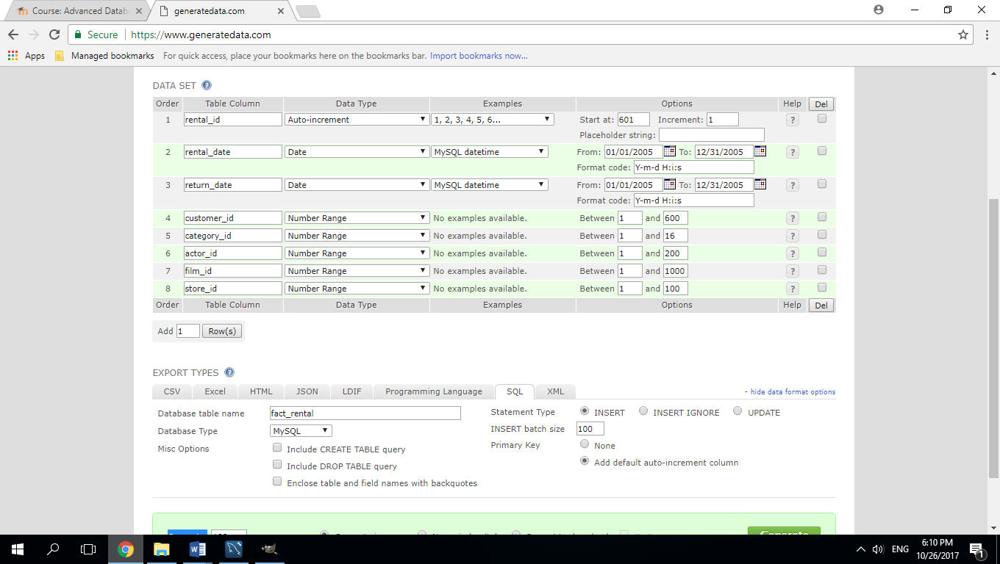 Course: Advanced Datab
generatedata.com
Secure https://www.generatedata.com
Apps Managed bookmarks For quick access, place your bookmarks here on the bookmarks bar. Import bookmarks now...
DATA SET ?
Order Table Column Data Type Examples Options Help Del
1 rental_id Auto-increment 1, 2, 3, 4, 5, 6... Start at: 601 Increment: 1 ?
Placeholder string:
2 rental_date Date MySQL datetime From: 01/01/2005 To: 12/31/2005 ?
Format code: Y-m-d H:i:s
3 return_date Date MySQL datetime From: 01/01/2005 To: 12/31/2005 ?
Format code: Y-m-d H:i:s
4 customer_id Number Range No examples available. Between 1 and 600 ?
5 category_id Number Range No examples available. Between 1 and 16 ?
6 actor_id Number Range No examples available. Between 1 and 200 ?
7 film_id Number Range No examples available. Between 1 and 1000 ?
8 store_id Number Range No examples available. Between 1 and 100 ?
Order Table Column Data Type Examples Options Help Del
Add 1 Row(s)
EXPORT TYPES ?
CSV Excel HTML JSON LDIF Programming Language SQL XML - hide data format options
Database table name fact_rental Statement Type INSERT INSERT IGNORE UPDATE
Database Type MySQL INSERT batch size 100
Misc Options Include CREATE TABLE query Primary Key None
Include DROP TABLE query Add default auto-increment column
Enclose table and field names with backquotes
Generate
ENG 6:10 PM
10/26/2017 1